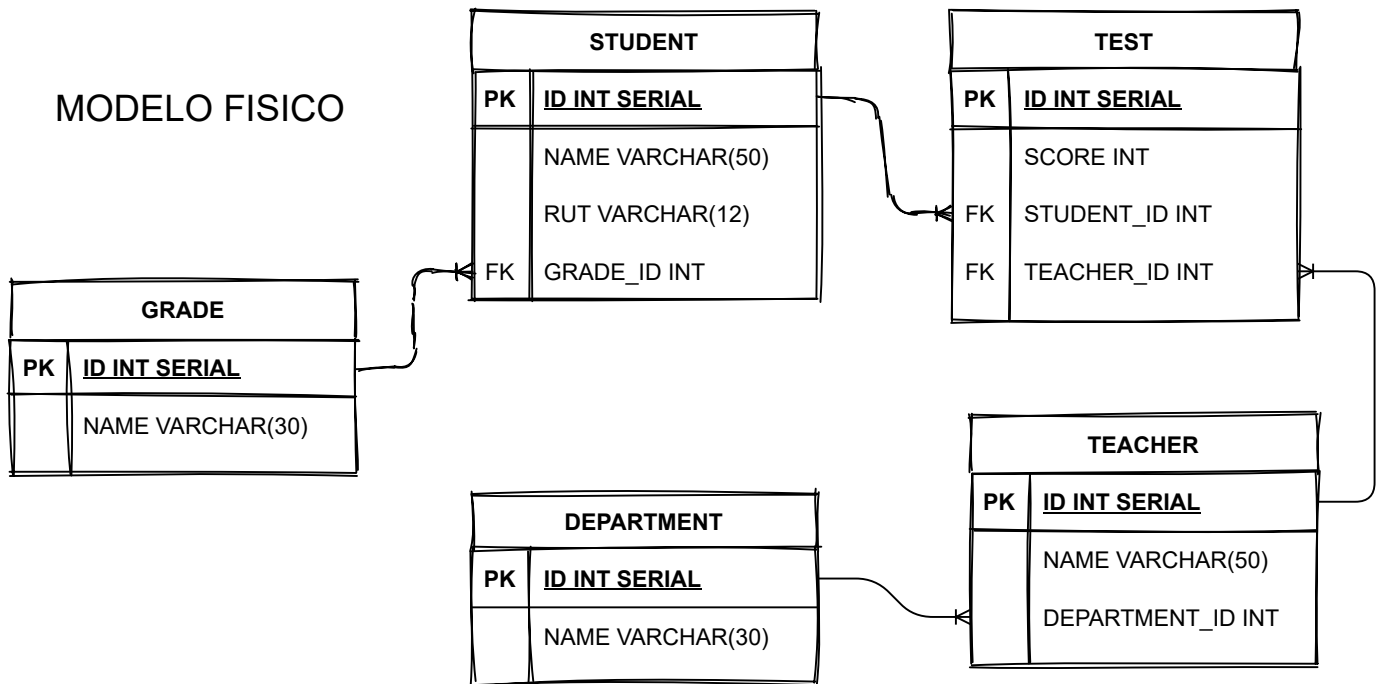 MODELO FISICO
STUDENT
PK ID INT SERIAL
NAME VARCHAR(50)
RUT VARCHAR(12)
FK GRADE_ID INT
TEST
PK ID INT SERIAL
SCORE INT
FK STUDENT_ID INT
FK TEACHER_ID INT
GRADE
PK ID INT SERIAL
NAME VARCHAR(30)
DEPARTMENT
PK ID INT SERIAL
NAME VARCHAR(30)
TEACHER
PK ID INT SERIAL
NAME VARCHAR(50)
DEPARTMENT_ID INT